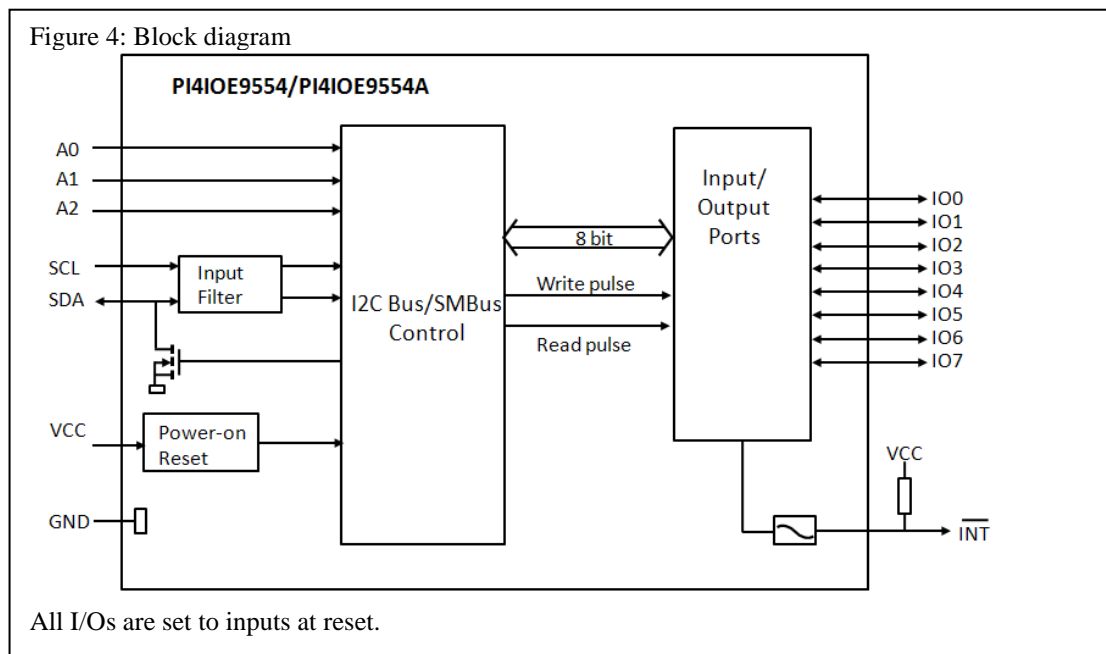 Figure 4: Block diagram
PI4IOE9554/PI4IOE9554A
A0
A1
A2
SCL
SDA
VCC
GND
Input
Filter
Power-on
Reset
I2C Bus/SMBus
Control
8 bit
Write pulse
Read pulse
Input/
Output
Ports
IO0
IO1
IO2
IO3
IO4
IO5
IO6
IO7
VCC
INT
All I/Os are set to inputs at reset.